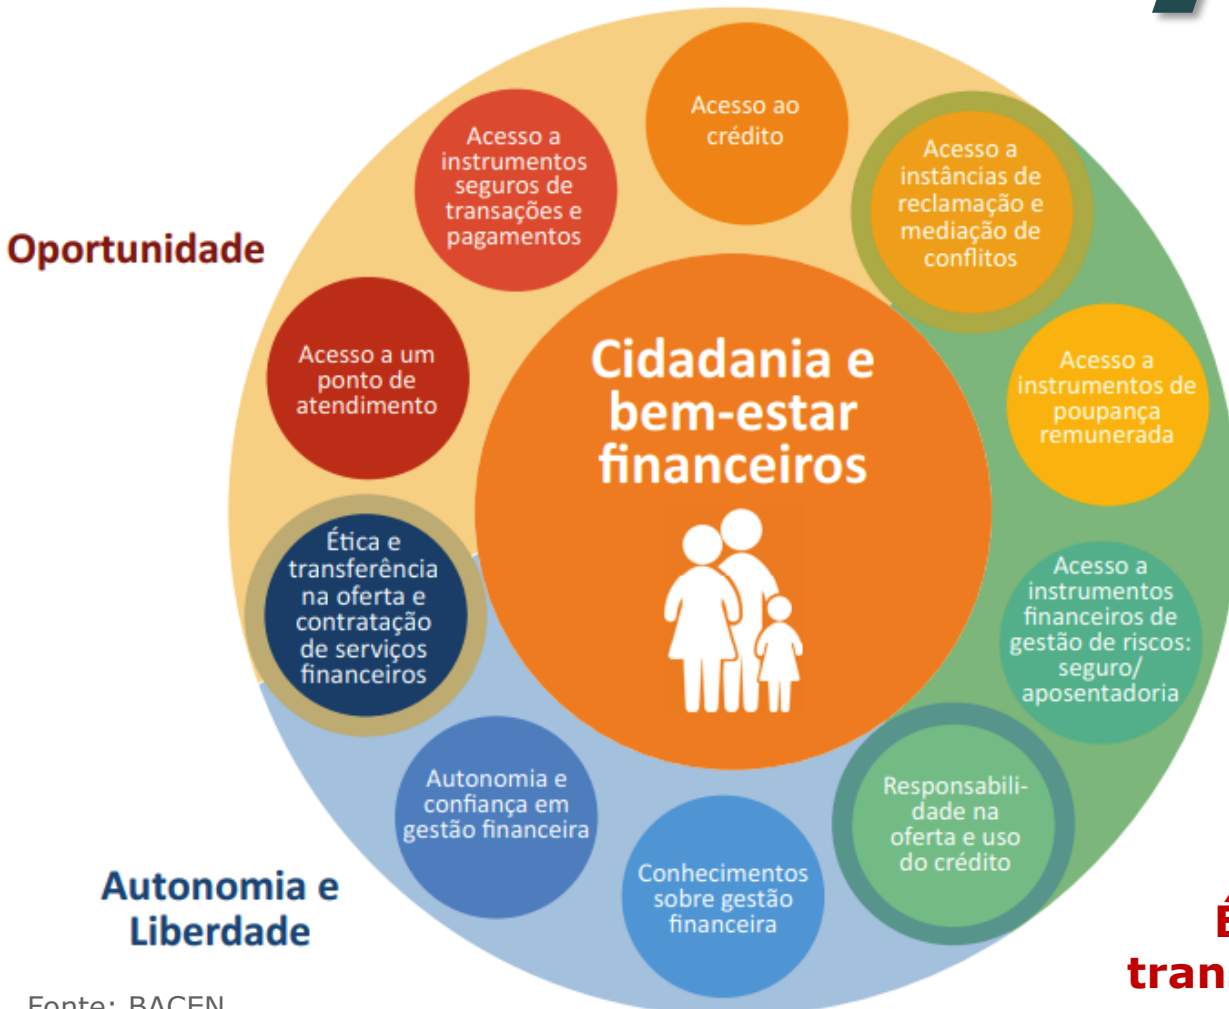 Acesso ao
crédito
Acesso a
instrumentos
seguros de
transações e
pagamentos
Acesso a
instâncias de
reclamação e
mediação de
conflitos
Oportunidade
Acesso a um
ponto de
atendimento
Cidadania e
bem-estar
financeiros
Acesso a
instrumentos de
poupança
remunerada
Ética e
transferência
na oferta e
contratação
de serviços
financeiros
Acesso a
instrumentos
financeiros de
gestão de riscos:
seguro/
aposentadoria
Autonomia e
confiança em
gestão financeira
Responsabili-
dade na
oferta e uso
do crédito
Conhecimentos
sobre gestão
financeira
Autonomia e
Liberdade
É
tran
Fonte: BACEN